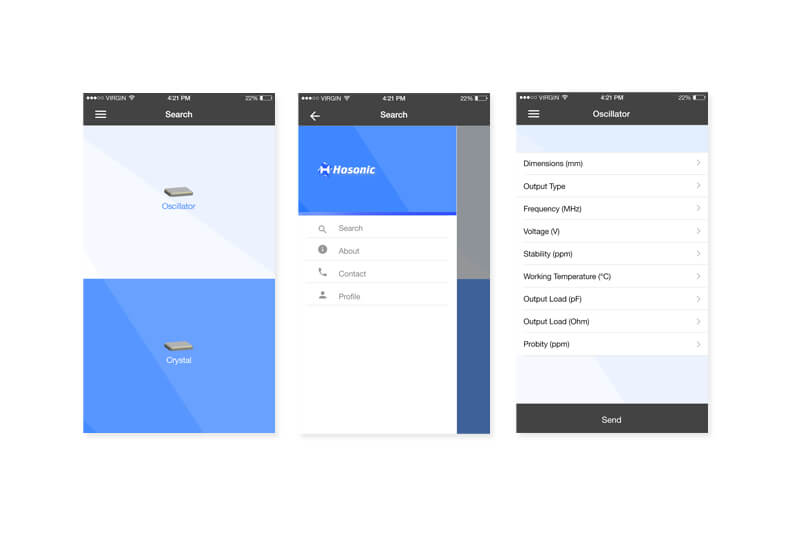 VIRGIN 4:21 PM 22%
Search
Oscillator
Crystal
VIRGIN 4:21 PM 22%
Search
Hosonic
Search
About
Contact
Profile
VIRGIN 4:21 PM 22%
Oscillator
Dimensions (mm)
Output Type
Frequency (MHz)
Voltage (V)
Stability (ppm)
Working Temperature (°C)
Output Load (pF)
Output Load (Ohm)
Probity (ppm)
Send